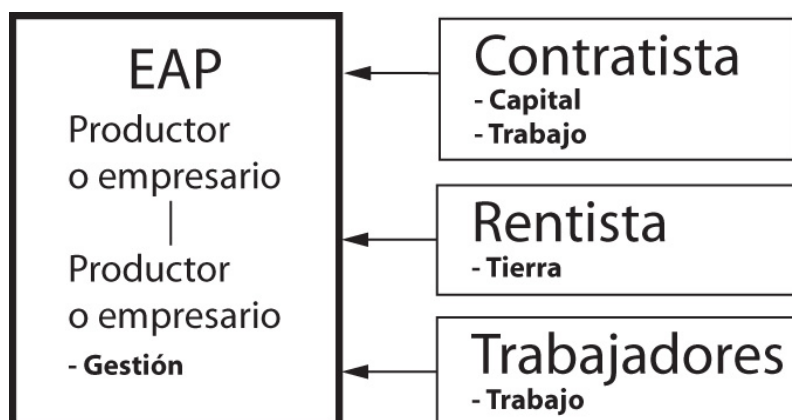 EAP
Productor
o empresario
Productor
o empresario
- Gestión
Contratista
- Capital
- Trabajo
Rentista
- Tierra
Trabajadores
- Trabajo